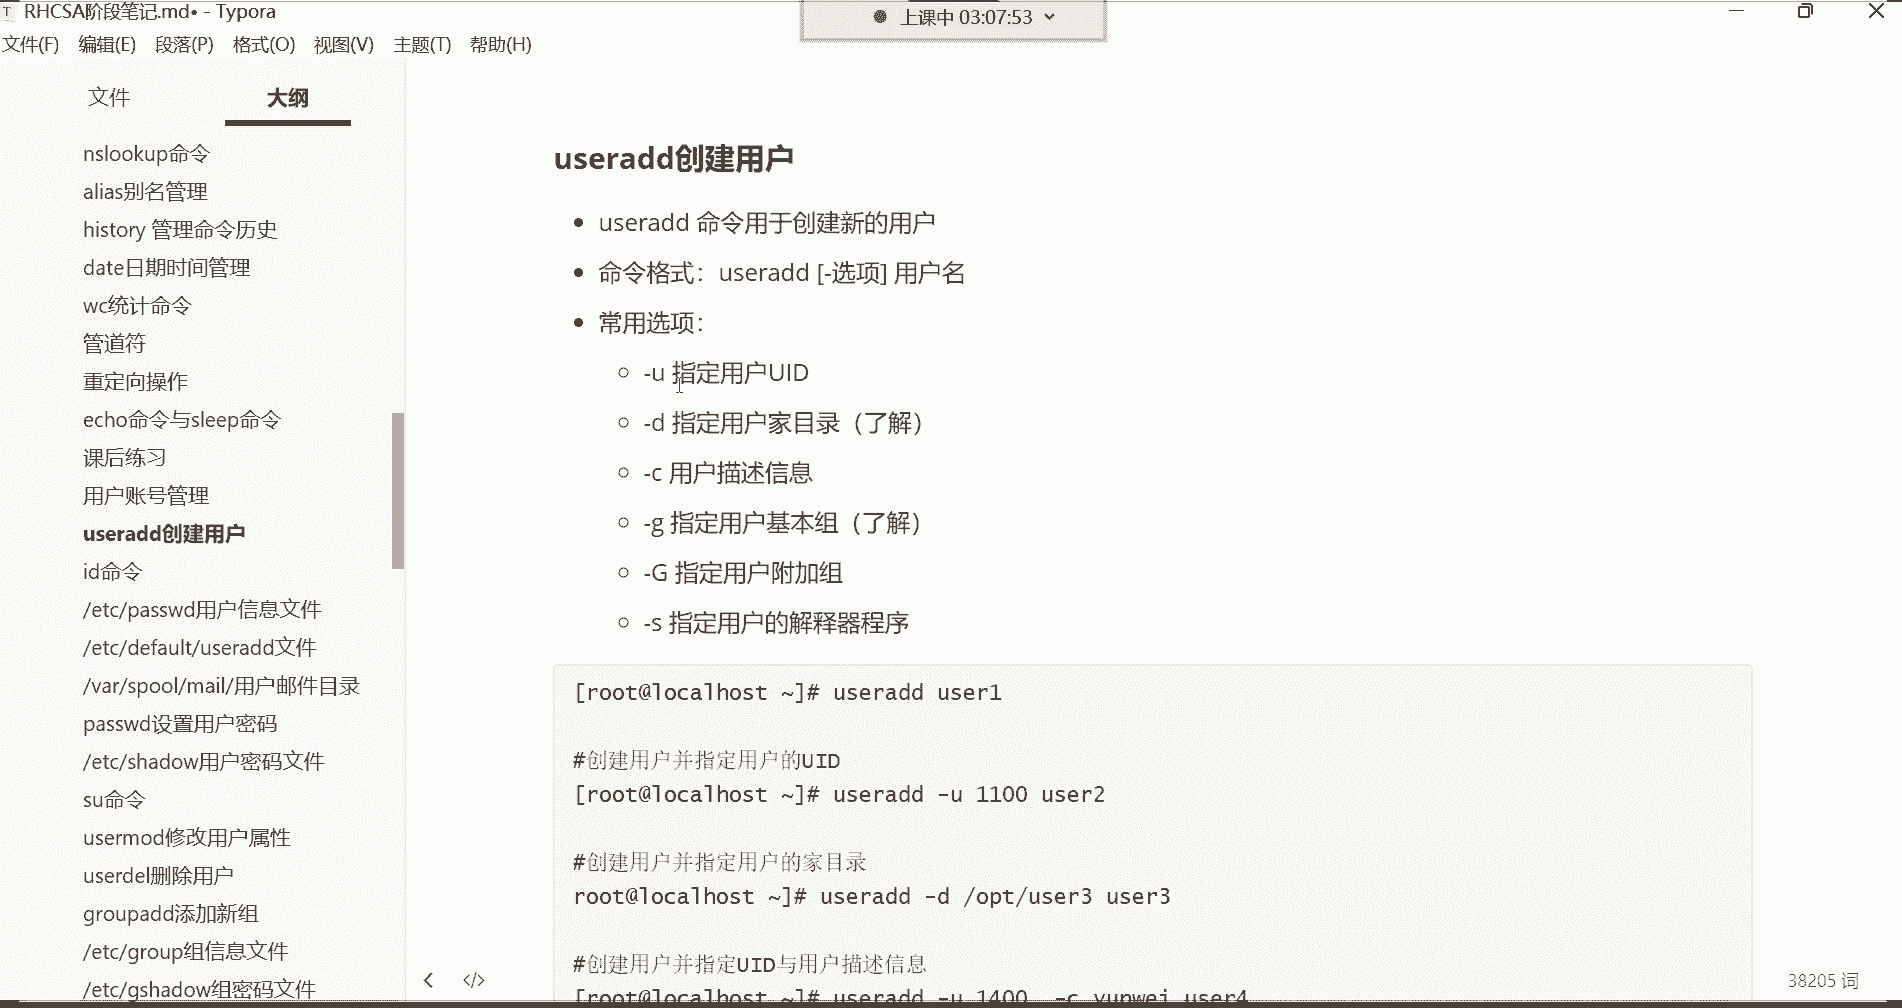 RHCSA阶段笔记.md• - Typora
上课中 03:07:53
文件(F) 编辑(E) 段落(P) 格式(O) 视图(V) 主题(T) 帮助(H)
文件 大纲
nslookup命令
alias别名管理
history 管理命令历史
date日期时间管理
wc统计命令
管道符
重定向操作
echo命令与sleep命令
课后练习
用户账号管理
useradd创建用户
id命令
/etc/passwd用户信息文件
/etc/default/useradd文件
/var/spool/mail/用户邮件目录
passwd设置用户密码
/etc/shadow用户密码文件
su命令
usermod修改用户属性
userdel删除用户
groupadd添加新组
/etc/group组信息文件
/etc/gshadow组密码文件
useradd创建用户
useradd 命令用于创建新的用户
命令格式：useradd [-选项] 用户名
常用选项：
-u 指定用户UID
-d 指定用户家目录（了解）
-c 用户描述信息
-g 指定用户基本组（了解）
-G 指定用户附加组
-s 指定用户的解释器程序
[root@localhost ~]# useradd user1
#创建用户并指定用户的UID
[root@localhost ~]# useradd -u 1100 user2
#创建用户并指定用户的家目录
root@localhost ~]# useradd -d /opt/user3 user3
#创建用户并指定UID与用户描述信息
[root@localhost ~]# useradd -u 1400 -c yunwei user4
38205 词